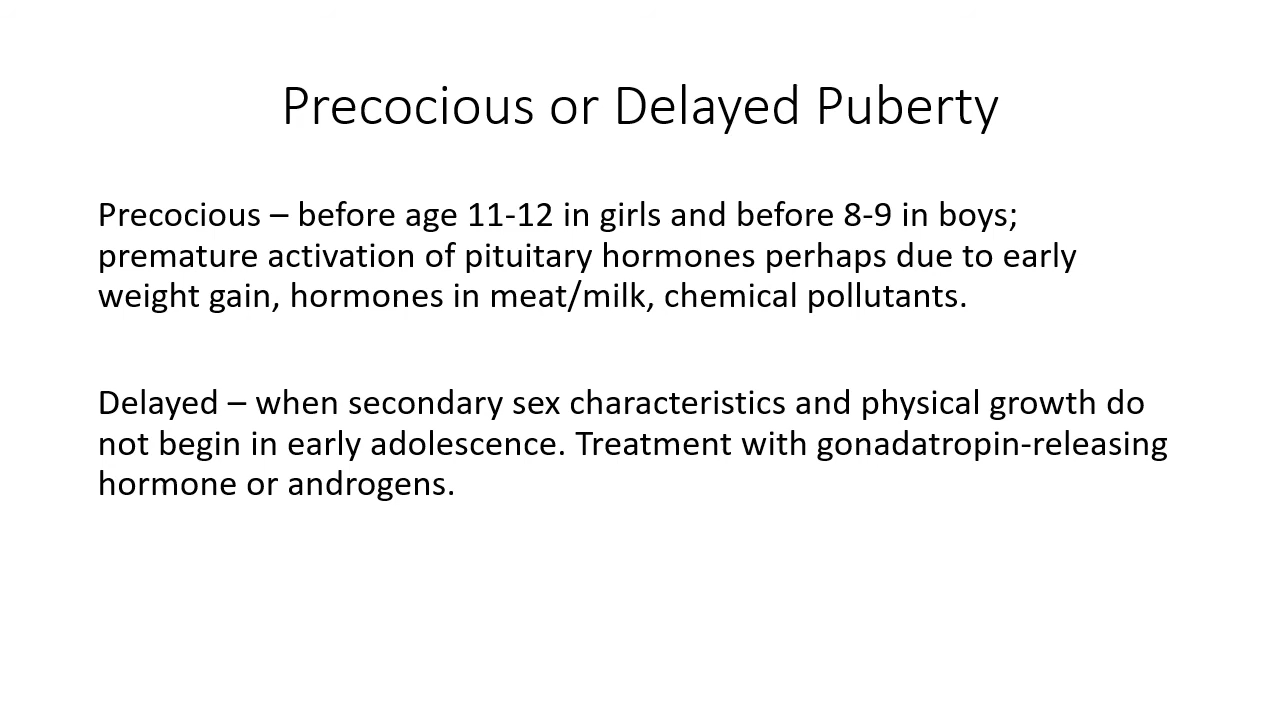 Precocious or Delayed Puberty
Precocious – before age 11-12 in girls and before 8-9 in boys;
premature activation of pituitary hormones perhaps due to early
weight gain, hormones in meat/milk, chemical pollutants.
Delayed – when secondary sex characteristics and physical growth do
not begin in early adolescence. Treatment with gonadatropin-releasing
hormone or androgens.